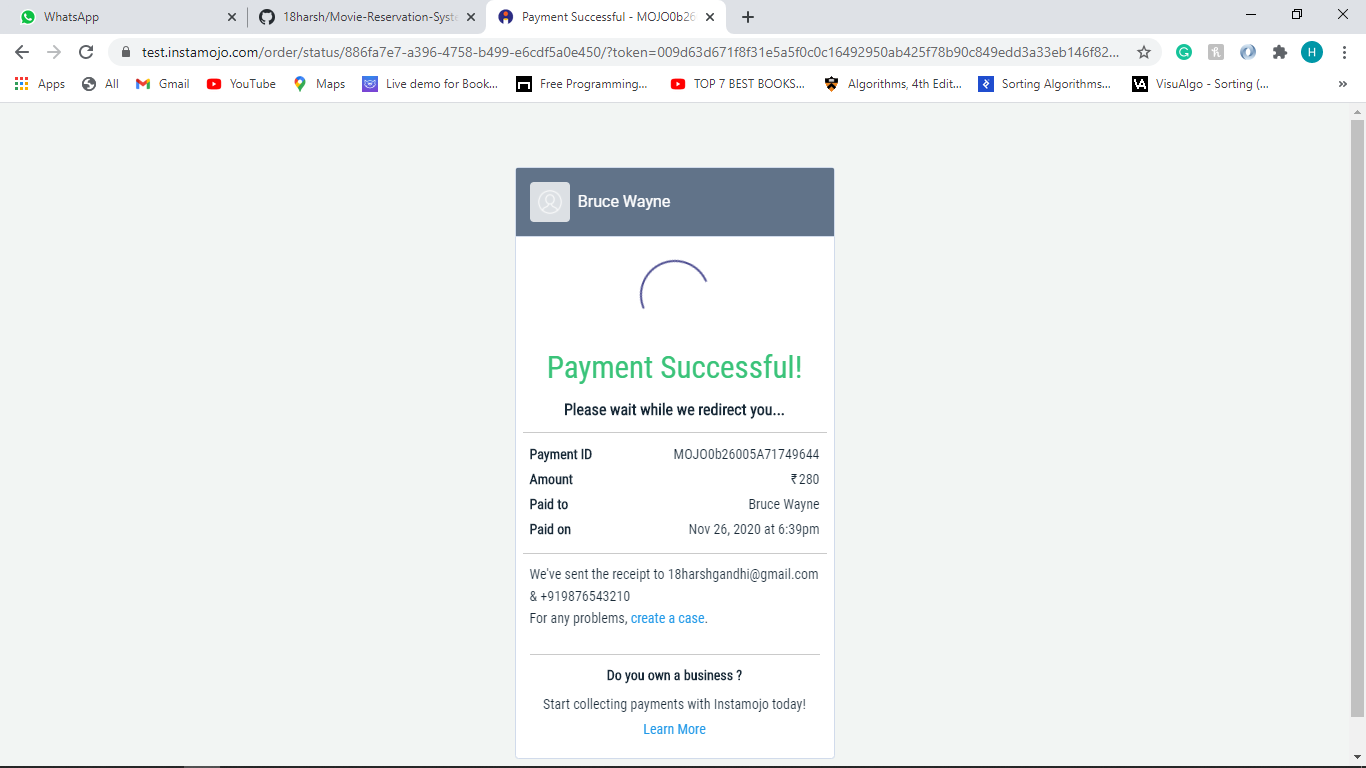 WhatsApp
18harsh/Movie-Reservation-Syste
Payment Successful - MOJO0b26
test.instamojo.com/order/status/886fa7e7-a396-4758-b499-e6cdf5a0e450/?token=009d63d671f8f31e5a5f0c0c16492950ab425f78b90c849edd3a33eb146f82...
H
Apps All Gmail YouTube Maps Live demo for Book... Free Programming... TOP 7 BEST BOOKS... Algorithms, 4th Edit... Sorting Algorithms... VisuAlgo - Sorting (... »
Bruce Wayne
Payment Successful!
Please wait while we redirect you...
Payment ID MOJO0b26005A71749644
Amount ₹280
Paid to Bruce Wayne
Paid on Nov 26, 2020 at 6:39pm
We've sent the receipt to 18harshgandhi@gmail.com
& +919876543210
For any problems, create a case.
Do you own a business ?
Start collecting payments with Instamojo today!
Learn More